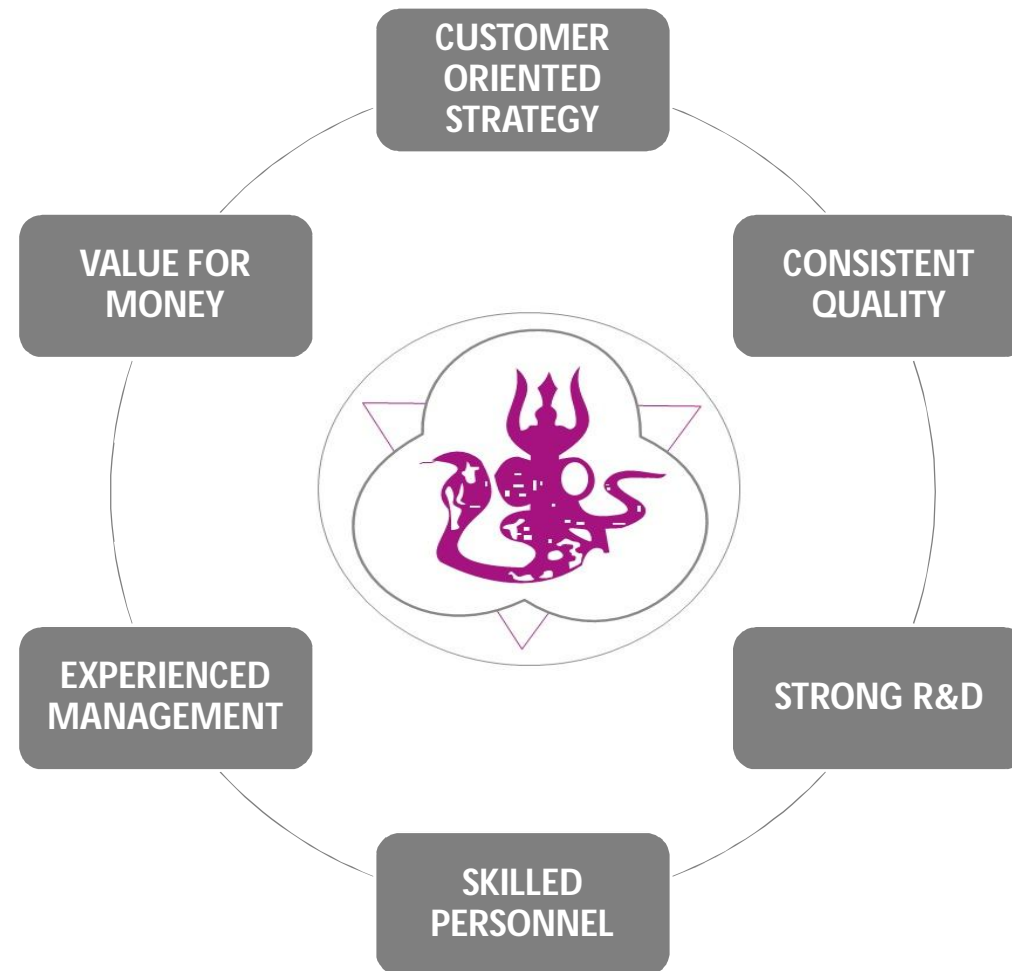 CUSTOMER
ORIENTED
STRATEGY
CONSISTENT
QUALITY
STRONG R&D
SKILLED
PERSONNEL
EXPERIENCED
MANAGEMENT
VALUE FOR
MONEY